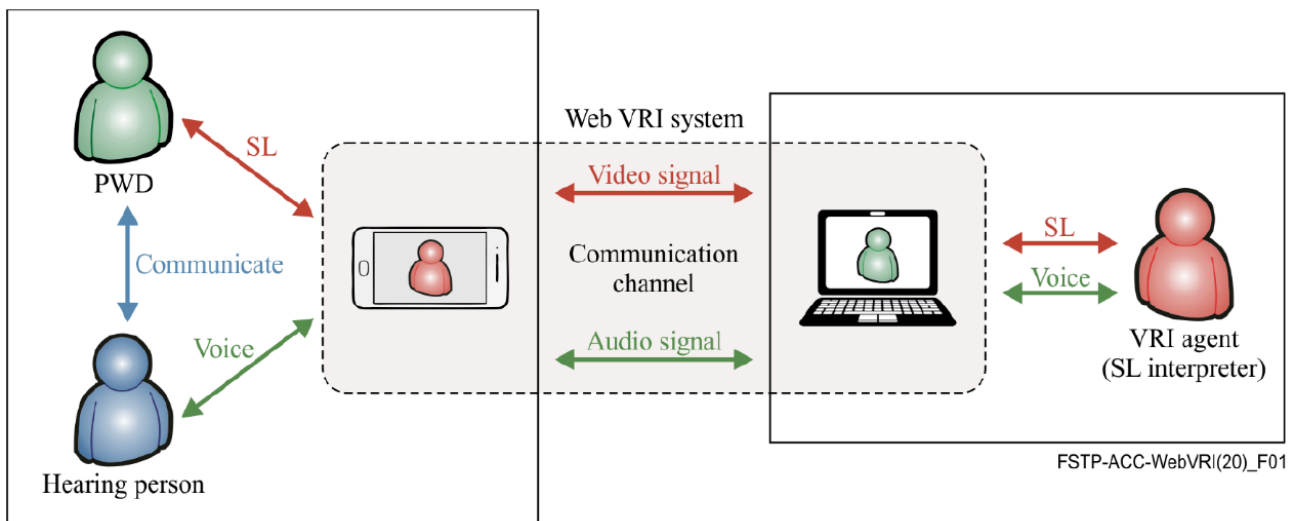 Web VRI system
SL
PWD
Video signal
SL
Communicate
Communication
channel
Voice
Voice
Audio signal
VRI agent
(SL interpreter)
Hearing person
FSTP-ACC-WebVRI(20)_F01